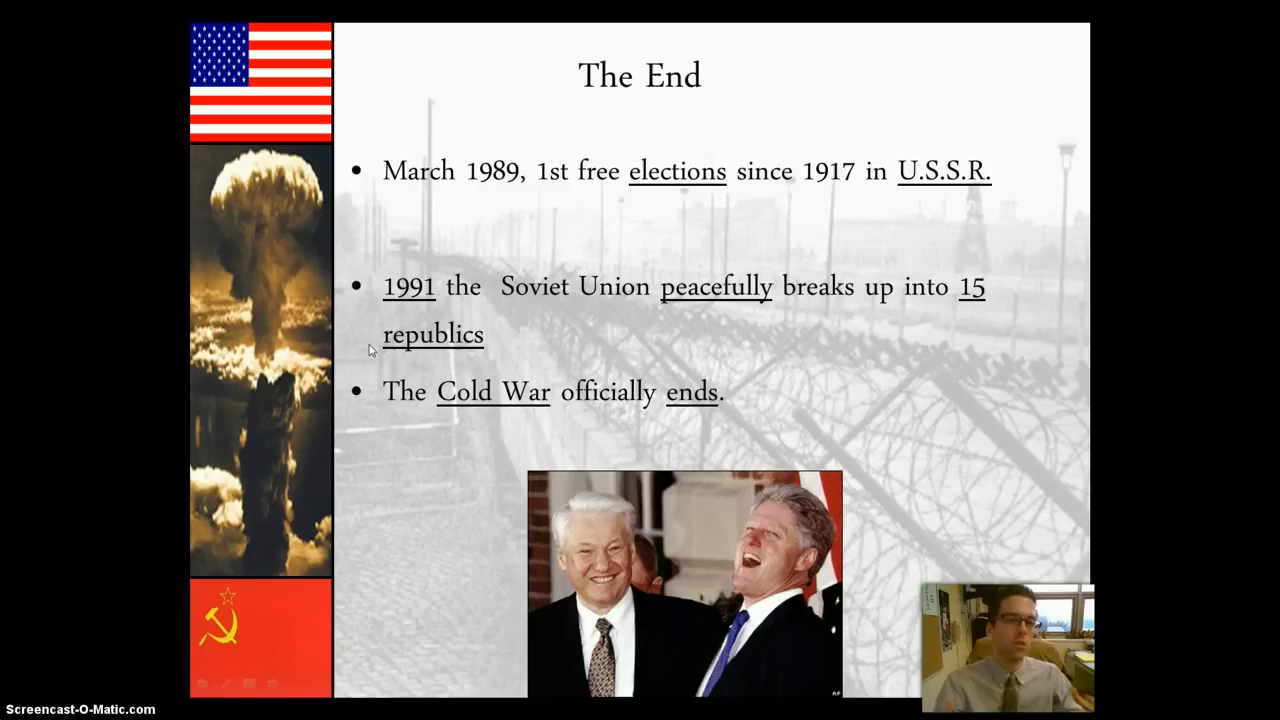 The End
• March 1989, 1st free elections since 1917 in U.S.S.R.
• 1991 the Soviet Union peacefully breaks up into 15
republics
• The Cold War officially ends.
AP
Screencast-O-Matic.com